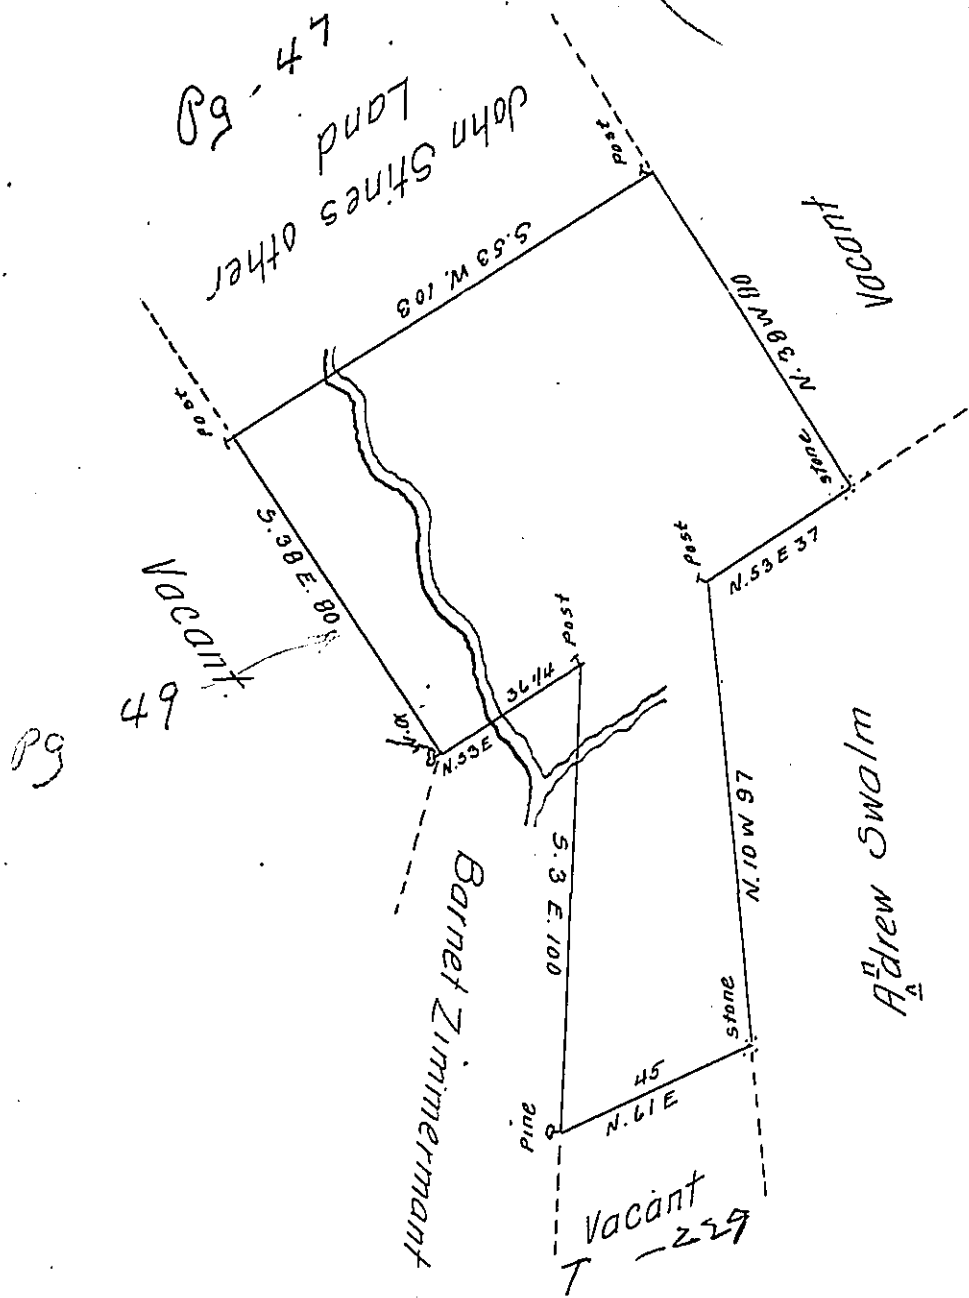 Pg - 47
John Stines other
Land
Post
S.53 W. 103
Vacant
N. 38 W 110
Post
stone
N. 53 E 37
Post
S. 38 E. 80
Vacant
Pg 49
Post
36 1/4
N. 53 E
N. 10 W 97
Andrew Swalm
S. 3 E. 100
Barnet Zimmermant
stone
45
N. 61 E
Pine
Vacant
T - 229